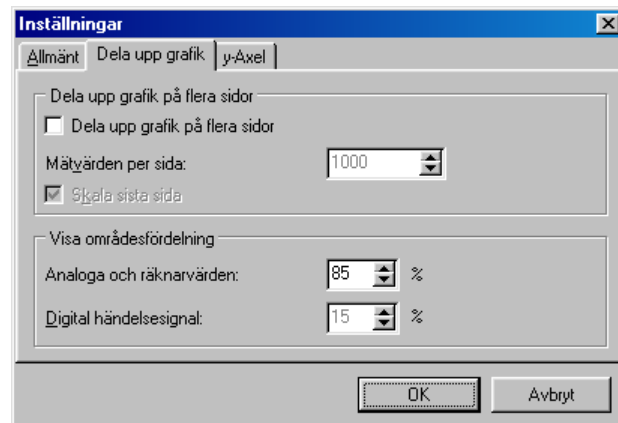 Inställningar
Allmänt Dela upp grafik y-Axel
Dela upp grafik på flera sidor
Dela upp grafik på flera sidor
Mätvärden per sida: 1000
Skala sista sida
Visa områdesfördelning
Analoga och räknarvärden: 85 %
Digital händelsesignal: 15 %
OK Avbryt